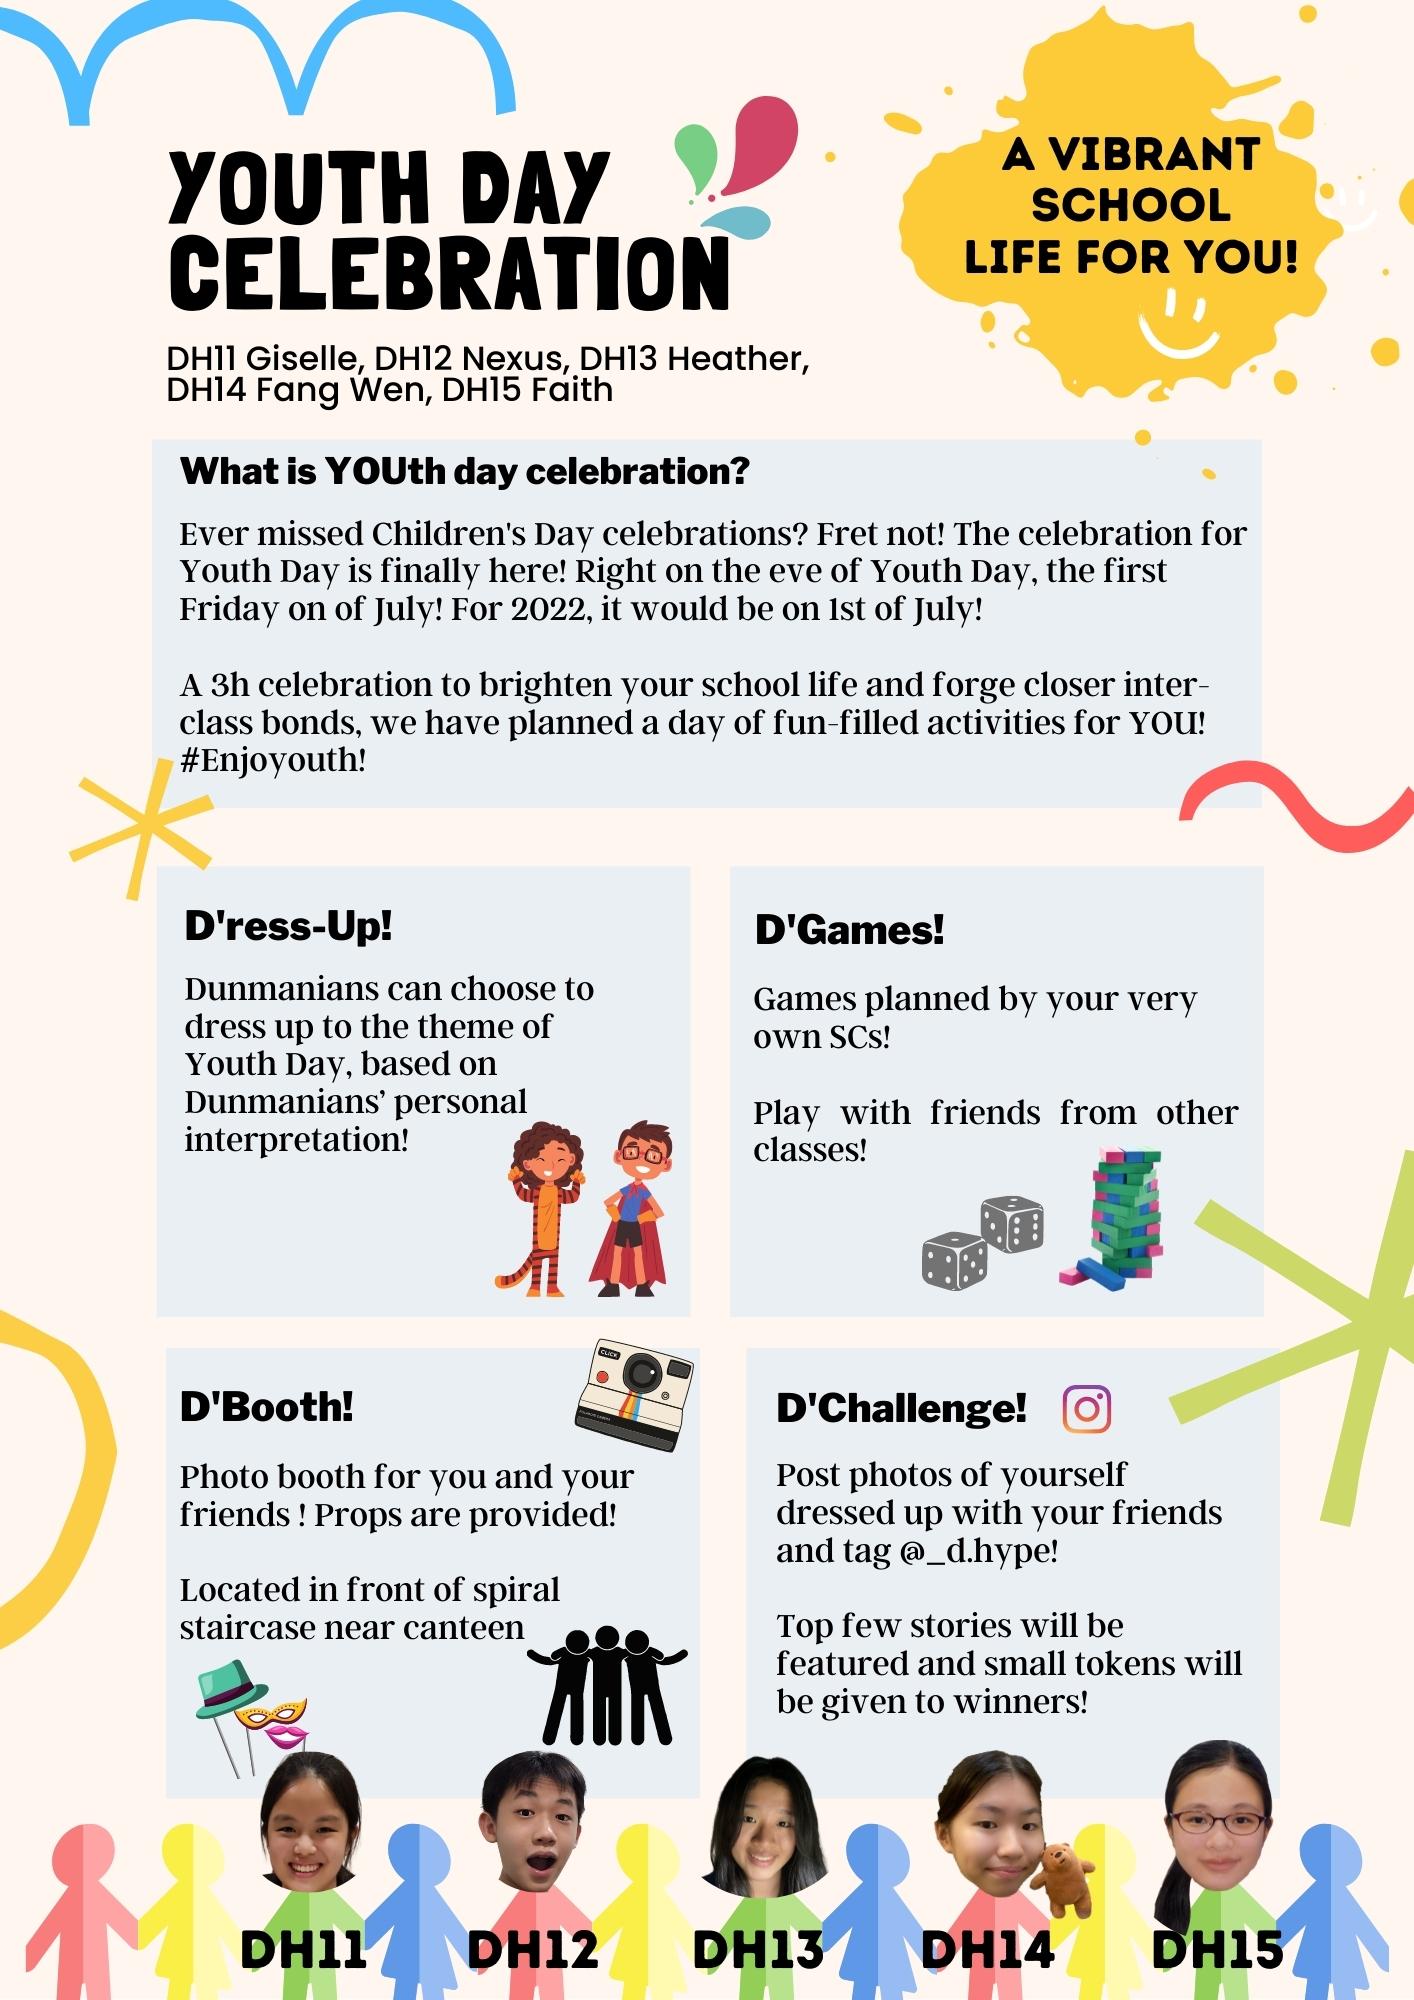 YOUTH DAY
CELEBRATION
A VIBRANT
SCHOOL
LIFE FOR YOU!
DH11 Giselle, DH12 Nexus, DH13 Heather,
DH14 Fang Wen, DH15 Faith
What is YOUth day celebration?
Ever missed Children's Day celebrations? Fret not! The celebration for
Youth Day is finally here! Right on the eve of Youth Day, the first
Friday on of July! For 2022, it would be on 1st of July!
A 3h celebration to brighten your school life and forge closer inter-
class bonds, we have planned a day of fun-filled activities for YOU!
#Enjoyouth!
D'ress-Up!
Dunmanians can choose to
dress up to the theme of
Youth Day, based on
Dunmanians’ personal
interpretation!
D'Games!
Games planned by your very
own SCs!
Play with friends from other
classes!
D'Booth!
CLICK
Photo booth for you and your
friends ! Props are provided!
Located in front of spiral
staircase near canteen
D'Challenge!
Post photos of yourself
dressed up with your friends
and tag @_d.hype!
Top few stories will be
featured and small tokens will
be given to winners!
DH11
DH12
DH13
DH14
DH15